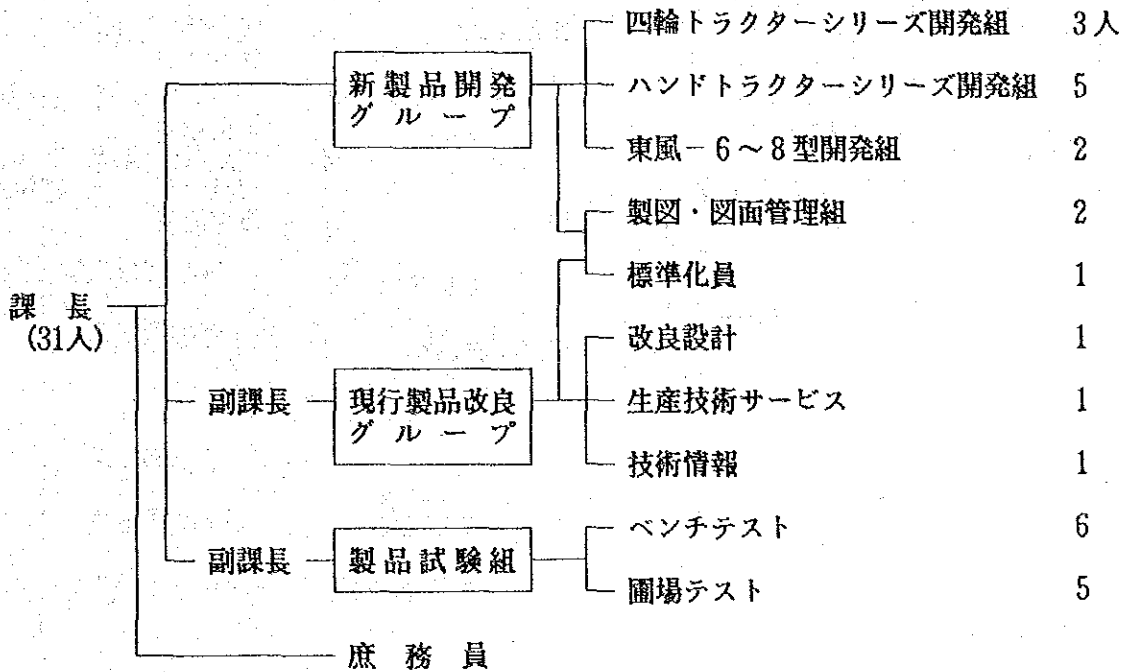 四輪トラクターシリーズ開発組 3人
新製品開発
グループ
ハンドトラクターシリーズ開発組 5
東風－6～8型開発組 2
製図・図面管理組 2
標準化員 1
課長
(31人)
改良設計 1
副課長 現行製品改良
グループ
生産技術サービス 1
技術情報 1
ベンチテスト 6
副課長 製品試験組
圃場テスト 5
庶務員